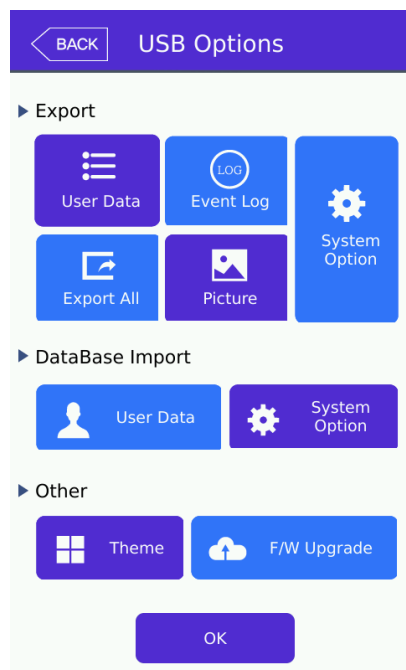 BACK
USB Options
Export
User Data
LOG
Event Log
System
Option
Export All
Picture
DataBase Import
User Data
System
Option
Other
Theme
F/W Upgrade
OK